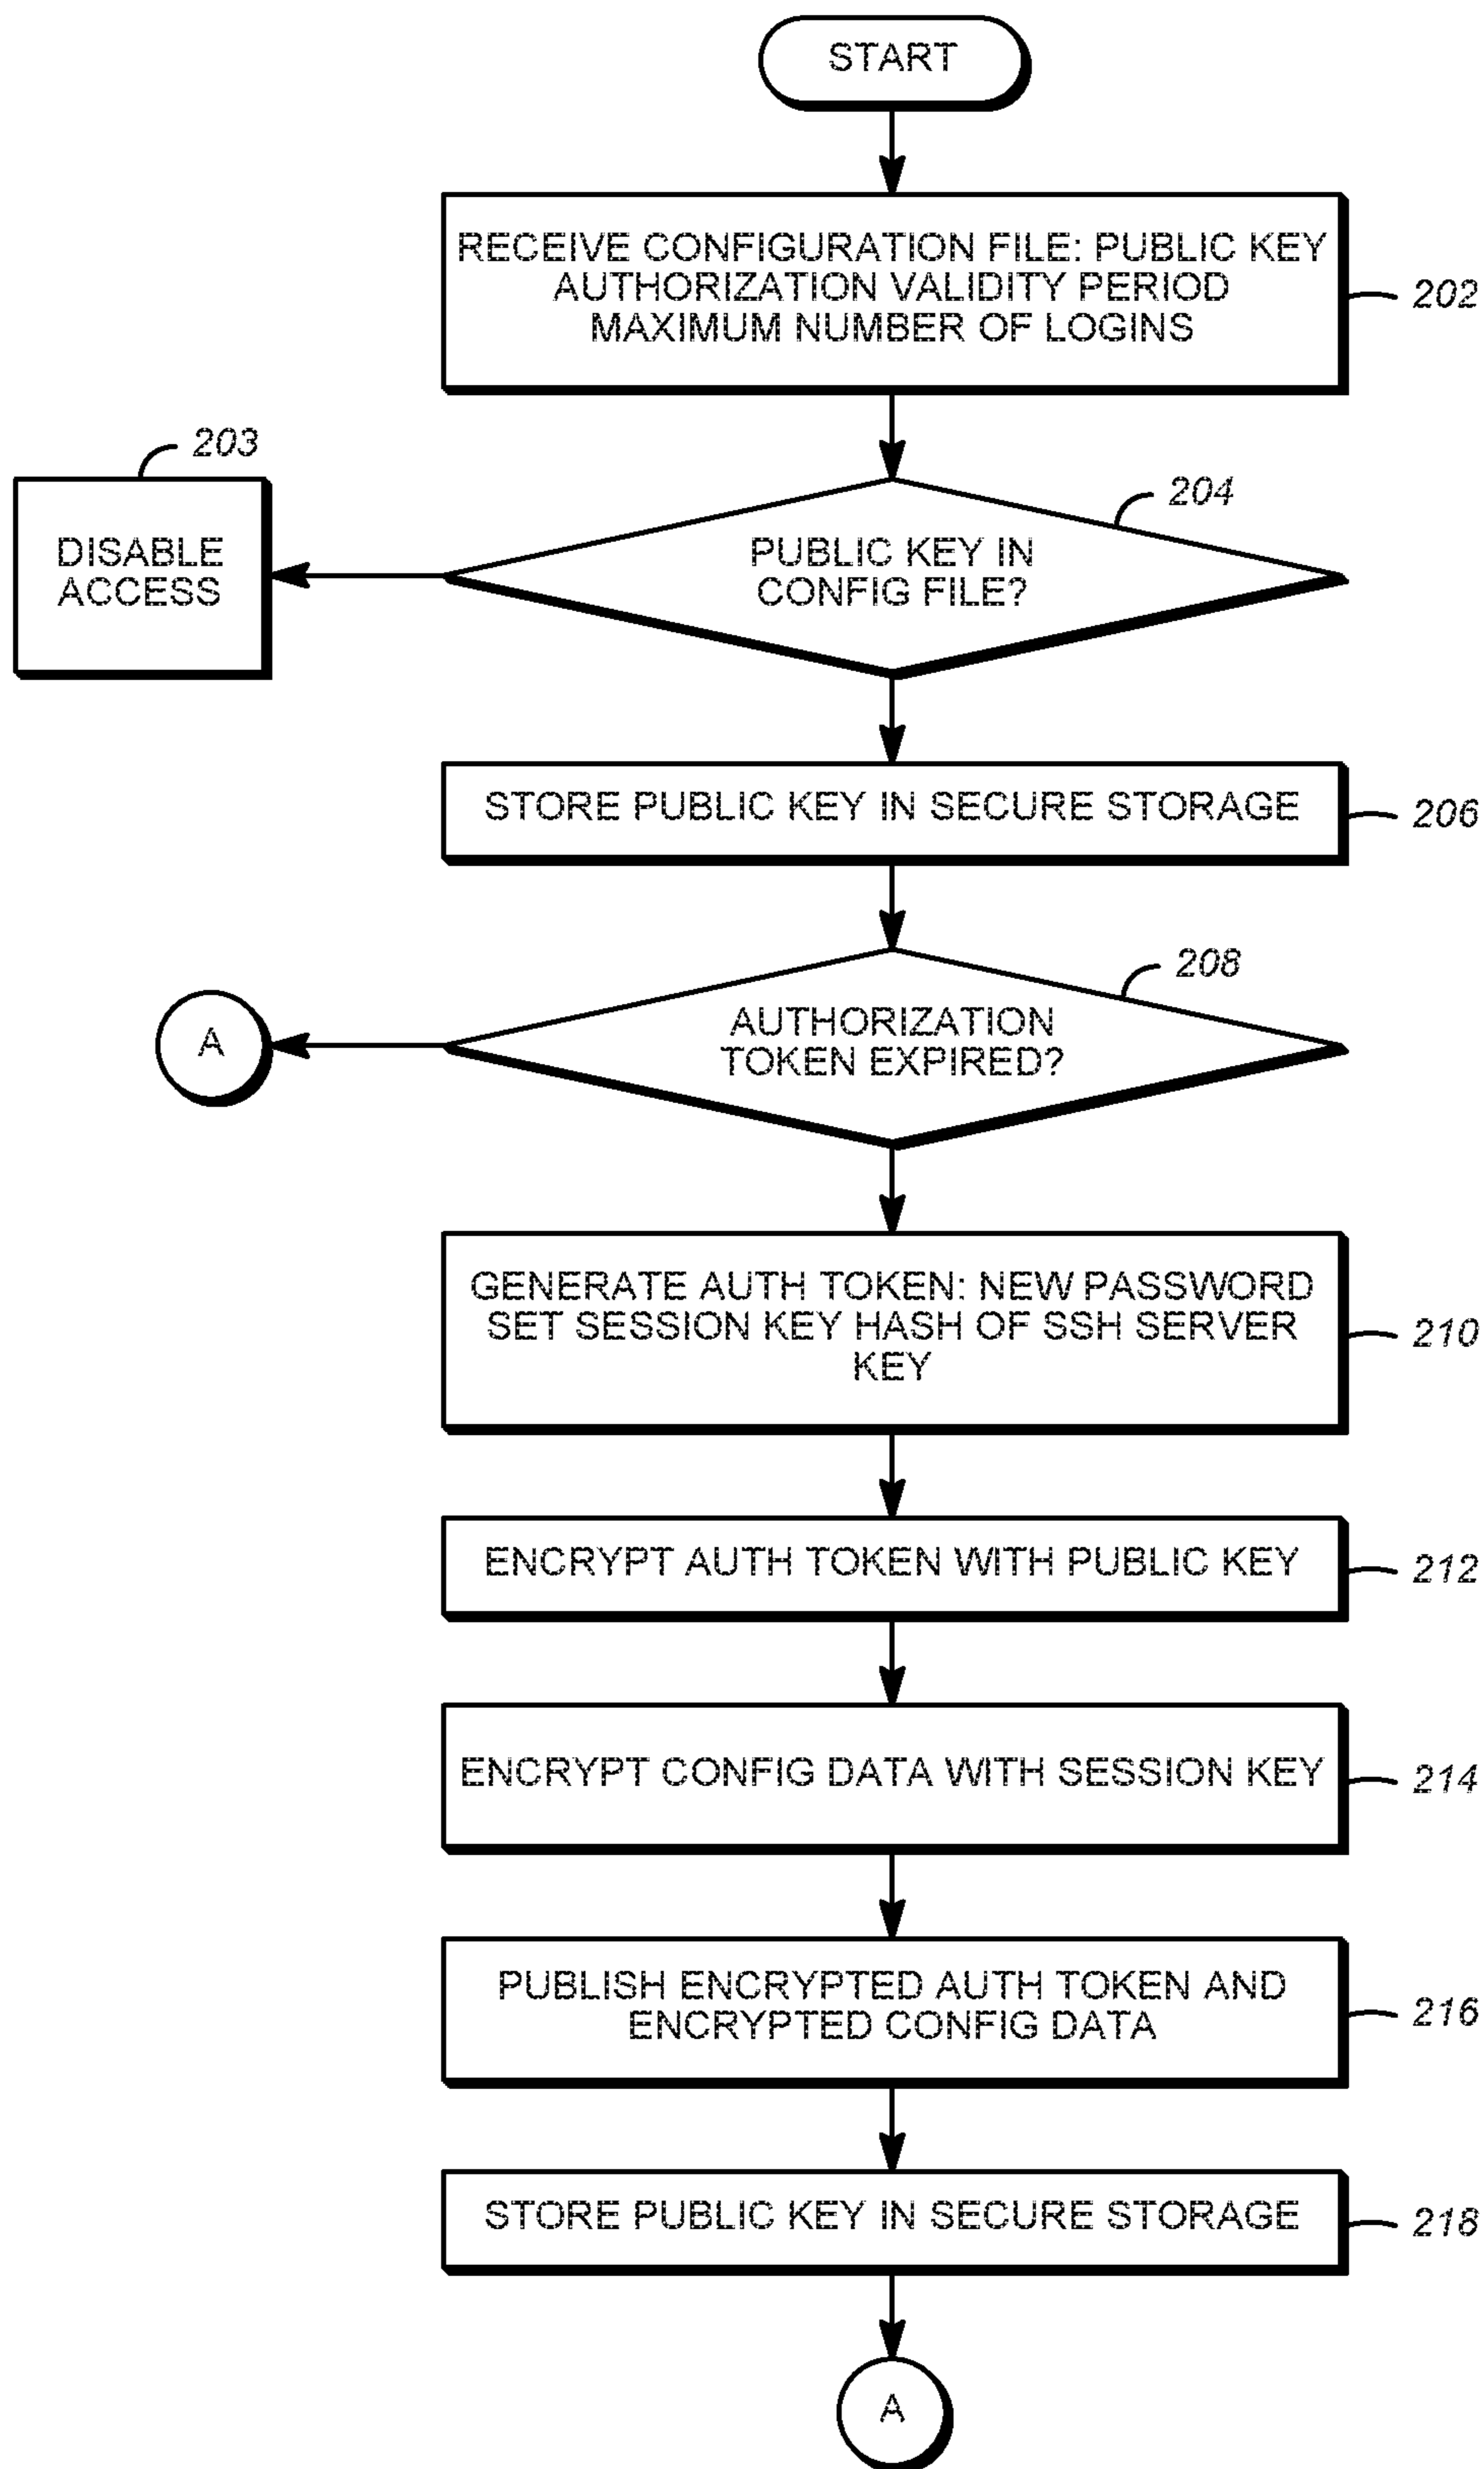 START
RECEIVE CONFIGURATION FILE: PUBLIC KEY
AUTHORIZATION VALIDITY PERIOD
MAXIMUM NUMBER OF LOGINS
202
203
DISABLE
ACCESS
204
PUBLIC KEY IN
CONFIG FILE?
STORE PUBLIC KEY IN SECURE STORAGE
206
208
A
AUTHORIZATION
TOKEN EXPIRED?
GENERATE AUTH TOKEN: NEW PASSWORD
SET SESSION KEY HASH OF SSH SERVER
KEY
210
ENCRYPT AUTH TOKEN WITH PUBLIC KEY
212
ENCRYPT CONFIG DATA WITH SESSION KEY
214
PUBLISH ENCRYPTED AUTH TOKEN AND
ENCRYPTED CONFIG DATA
216
STORE PUBLIC KEY IN SECURE STORAGE
218
A